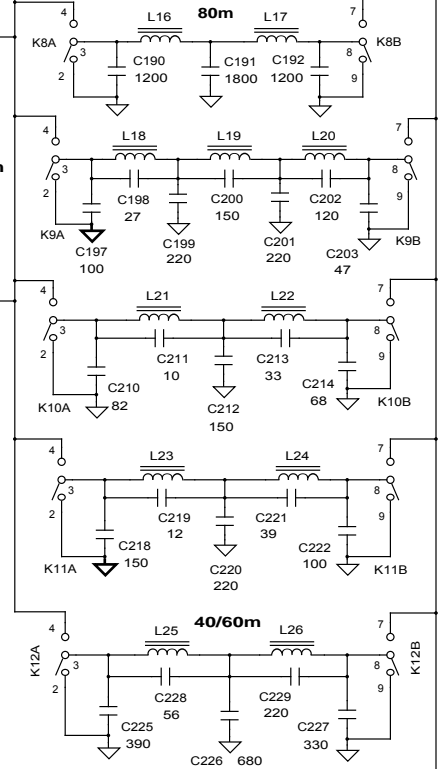 4 L16 80m L17 7
K8A 3 C190 1200 C191 1800 C192 1200 8 K8B
2 9
4 L18 L19 L20 7
3 C198 27 C200 150 C202 120 8
2 9
K9A C197 100 C199 220 C201 220 C203 47 K9B
4 L21 L22 7
3 C211 10 C213 33 8
2 9
K10A C210 82 C212 150 C214 68 K10B
4 L23 L24 7
3 C219 12 C221 39 8
2 9
K11A C218 150 C220 220 C222 100 K11B
40/60m
4 L25 L26 7
K12A 3 C228 56 C229 220 8 K12B
2 9
C225 390 C226 680 C227 330